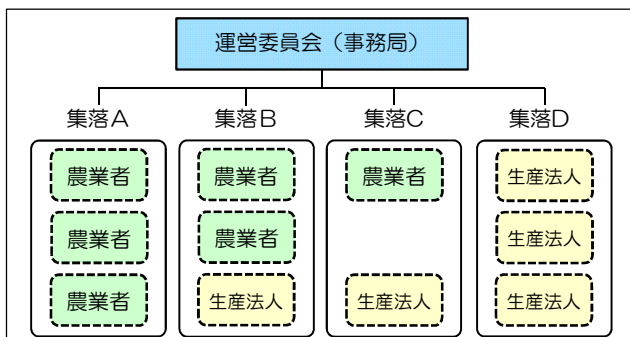 運営委員会（事務局）
集落A 集落B 集落C 集落D
農業者 農業者 農業者 生産法人
農業者 農業者 生産法人
農業者 生産法人 生産法人 生産法人